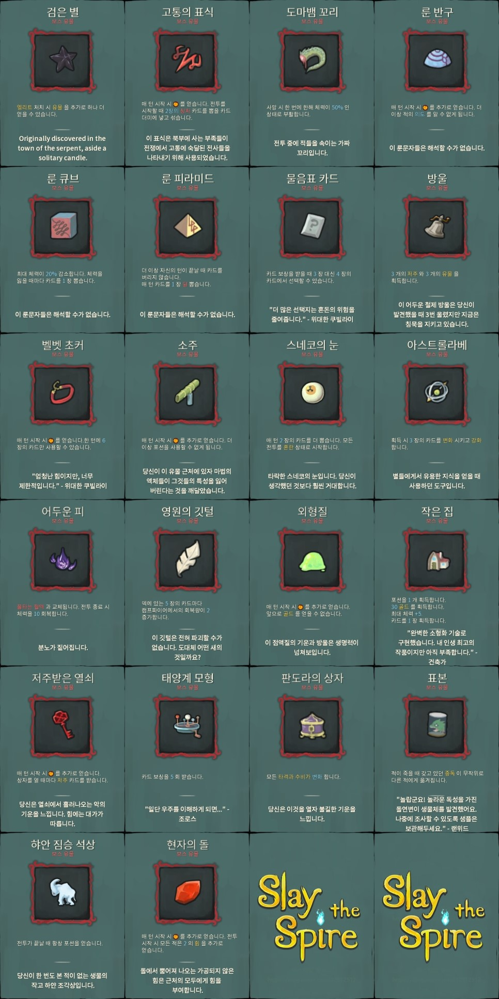 검은 별
보스 유물
엘리트 처치 시 유물 을 추가로 하나 더
얻을 수 있습니다.
Originally discovered in the
town of the serpent, aside a
solitary candle.
고통의 표식
보스 유물
매 턴 시작 시 를 얻습니다. 전투를
시작할 때 2장의 상처 카드를 뽑을 카드
더미에 넣고 섞습니다.
이 표식은 북부에 사는 부족들이
전쟁에서 고통에 숙달된 전사들을
나타내기 위해 사용되었습니다.
도마뱀 꼬리
보스 유물
사망 시 한 번에 한해 체력이 50% 인
상태로 부활합니다.
전투 중에 적들을 속이는 가짜
꼬리입니다.
룬 반구
보스 유물
매 턴 시작 시 를 추가로 얻습니다. 더
이상 적의 의도 를 알 수 없게 됩니다.
이 룬문자들은 해석할 수가 없습니다.
룬 큐브
보스 유물
최대 체력이 20% 감소합니다. 체력을
잃을 때마다 카드를 1 장 뽑습니다.
이 룬문자들은 해석할 수가 없습니다.
룬 피라미드
보스 유물
더 이상 자신의 턴이 끝날 때 카드를
버리지 않습니다.
매 턴 카드를 1 장 덜 뽑습니다.
이 룬문자들은 해석할 수가 없습니다.
물음표 카드
보스 유물
카드 보상을 받을 때 3 장 대신 4 장의
카드에서 선택할 수 있습니다.
"더 많은 선택지는 혼돈의 위험을
줄여줍니다." - 위대한 쿠빌라이
방울
보스 유물
3 개의 저주 와 3 개의 유물 을
획득합니다.
이 어두운 철제 방울은 당신이
발견했을 때 3번 울렸지만 지금은
침묵을 지키고 있습니다.
벨벳 초커
보스 유물
매 턴 시작 시 를 얻습니다.한 턴에 6
장의 카드만 사용할 수 있습니다.
"엄청난 힘이지만, 너무
제한적입니다." - 위대한 쿠빌라이
소주
보스 유물
매 턴 시작 시 를 추가로 얻습니다. 더
이상 포션을 사용할 수 없게 됩니다.
당신이 이 유물 근처에 있자 마법의
액체들이 그것들의 특성을 잃어
버린다는 것을 깨달았습니다.
스네코의 눈
보스 유물
매 턴 2 장의 카드를 더 뽑습니다. 모든
전투를 혼란 상태로 시작합니다.
타락한 스네코의 눈입니다. 당신이
생각했던 것보다 훨씬 거대합니다.
아스트롤라베
보스 유물
획득 시 3 장의 카드를 변화 시키고 강화
합니다.
별들에게서 유용한 지식을 얻을 때
사용하던 도구입니다.
어두운 피
보스 유물
불타는 혈액 과 교체됩니다. 전투 종료 시
체력을 10 회복합니다.
분노가 짙어집니다.
영원의 깃털
보스 유물
덱에 있는 5 장의 카드마다
캠프파이어에서의 회복량이 2
증가합니다.
이 깃털은 전혀 파괴할 수가
없습니다. 도대체 어떤 새의
것일까요?
외형질
보스 유물
매 턴 시작 시 를 추가로 얻습니다.
앞으로 골드 를 얻을 수 없습니다.
이 점액질의 기운과 방울은 생명력이
넘쳐보입니다.
작은 집
보스 유물
포션을 1 개 획득합니다.
30 골드 를 획득합니다.
최대 체력 +5.
카드를 1 장 획득합니다.
"완벽한 소형화 기술로
구현했습니다. 내 인생 최고의
작품이지만 아직 부족합니다." -
건축가
저주받은 열쇠
보스 유물
매 턴 시작 시 를 추가로 얻습니다.
상자를 열 때마다 저주 카드를 받습니다.
당신은 열쇠에서 흘러나오는 악의
기운을 느낍니다. 힘에는 대가가
따릅니다.
태양계 모형
보스 유물
카드 보상을 5 회 받습니다.
"일단 우주를 이해하게 되면..." -
조로스
판도라의 상자
보스 유물
모든 타격과 수비가 변화 합니다.
당신은 이것을 열자 불길한 기운을
느낍니다.
표본
보스 유물
적이 죽을 때 갖고 있던 중독 이 무작위로
다른 적에게 옮겨집니다.
"놀랍군요! 놀라운 독성을 가진
돌연변이 생물체를 발견했어요.
나중에 조사할 수 있도록 샘플은
보관해두세요." - 랜위드
하얀 짐승 석상
보스 유물
전투가 끝날 때 항상 포션을 얻습니다.
당신이 한 번도 본 적이 없는 생물의
작고 하얀 조각상입니다.
현자의 돌
보스 유물
매 턴 시작 시 를 추가로 얻습니다. 전투
시작 시 모든 적은 2 의 힘 을 추가로
얻습니다.
돌에서 뿜어져 나오는 가공되지 않은
힘은 근처의 모두에게 힘을
부여합니다.
Slay
the
Spire
Slay
the
Spire